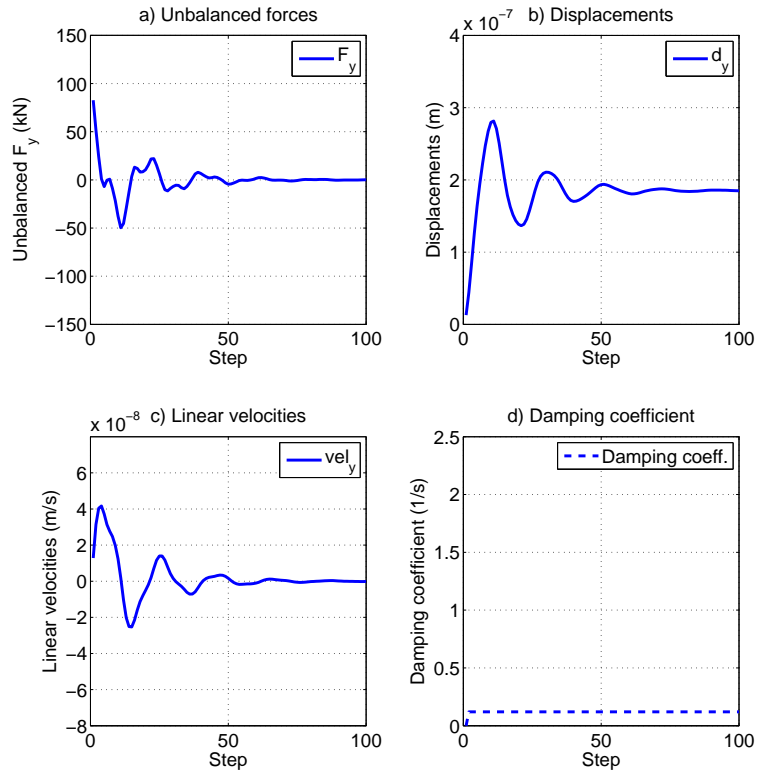 a) Unbalanced forces
150
100
50
0
−50
−100
−150
0
50
100
Step
Unbalanced F_y (kN)
F_y
x 10^−7
b) Displacements
4
3
2
1
0
0
50
100
Step
Displacements (m)
d_y
x 10^−8
c) Linear velocities
6
4
2
0
−2
−4
−6
−8
0
50
100
Step
Linear velocities (m/s)
vel_y
d) Damping coefficient
2.5
2
1.5
1
0.5
0
0
50
100
Step
Damping coefficient (1/s)
Damping coeff.